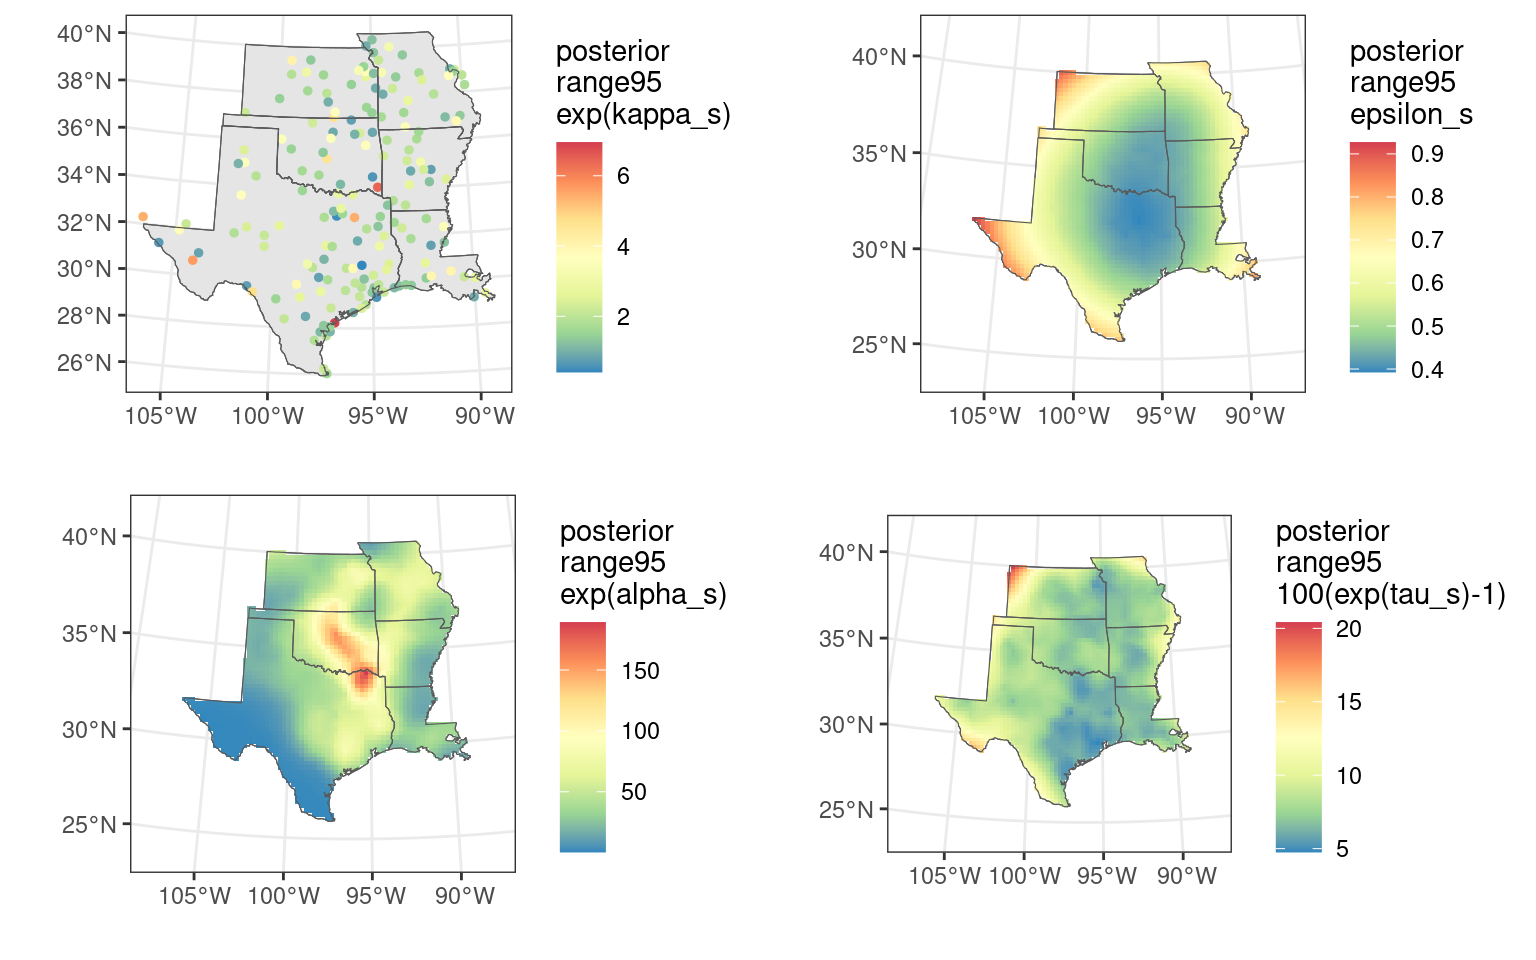 40°N
38°N
36°N
34°N
32°N
30°N
28°N
26°N
105°W
100°W
95°W
90°W
posterior
range95
exp(kappa_s)
6
4
2
40°N
35°N
30°N
25°N
105°W
100°W
95°W
90°W
posterior
range95
epsilon_s
0.9
0.8
0.7
0.6
0.5
0.4
40°N
35°N
30°N
25°N
105°W
100°W
95°W
90°W
posterior
range95
exp(alpha_s)
150
100
50
40°N
35°N
30°N
25°N
105°W
100°W
95°W
90°W
posterior
range95
100(exp(tau_s)-1)
20
15
10
5